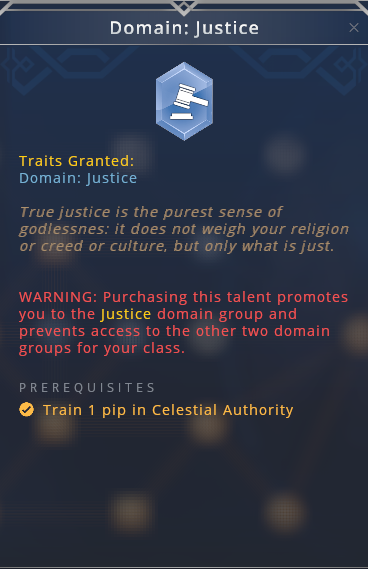 Domain: Justice
Traits Granted:
Domain: Justice
True justice is the purest sense of
godlessnes: it does not weigh your religion
or creed or culture, but only what is just.
WARNING: Purchasing this talent promotes
you to the Justice domain group and
prevents access to the other two domain
groups for your class.
PREREQUISITES
Train 1 pip in Celestial Authority